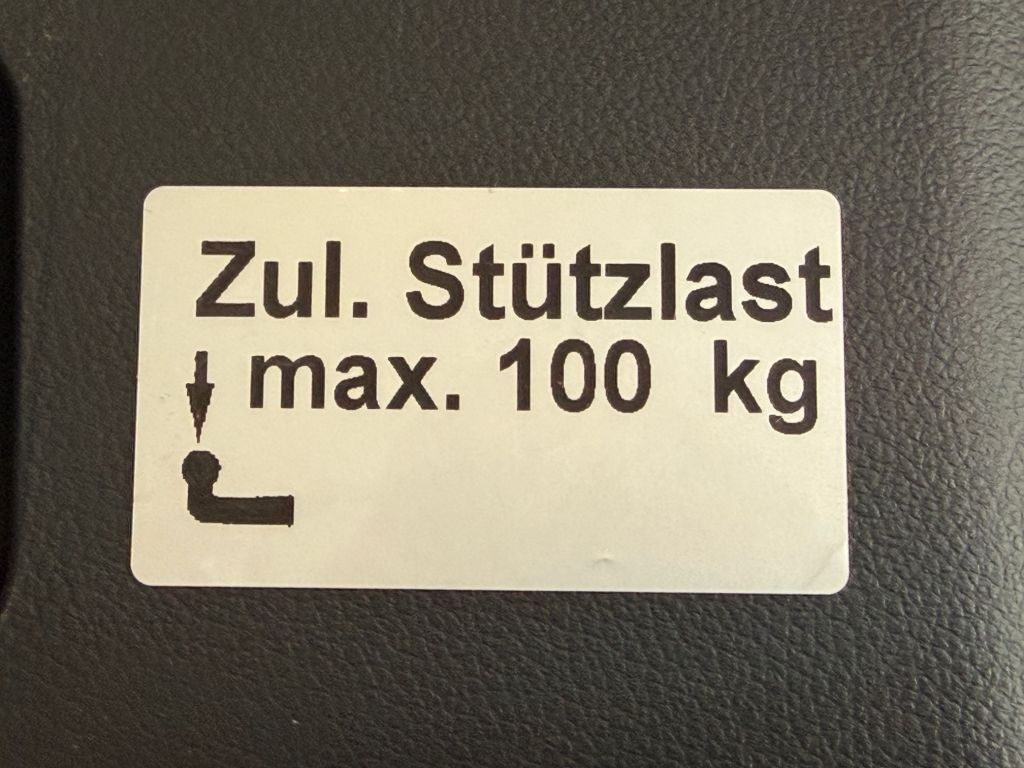 Zul. Stützlast
max. 100 kg